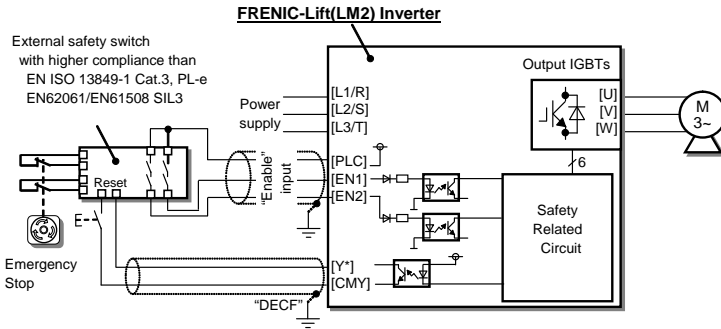 FRENIC-Lift(LM2) Inverter
External safety switch
with higher compliance than
EN ISO 13849-1 Cat.3, PL-e
EN62061/EN61508 SIL3
Output IGBTs
Power
supply
[L1/R]
[L2/S]
[L3/T]
[U]
[V]
[W]
M
3~
6
Reset
"Enable"
input
[PLC]
[EN1]
[EN2]
Safety
Related
Circuit
Emergency
Stop
[Y*]
[CMY]
"DECF"